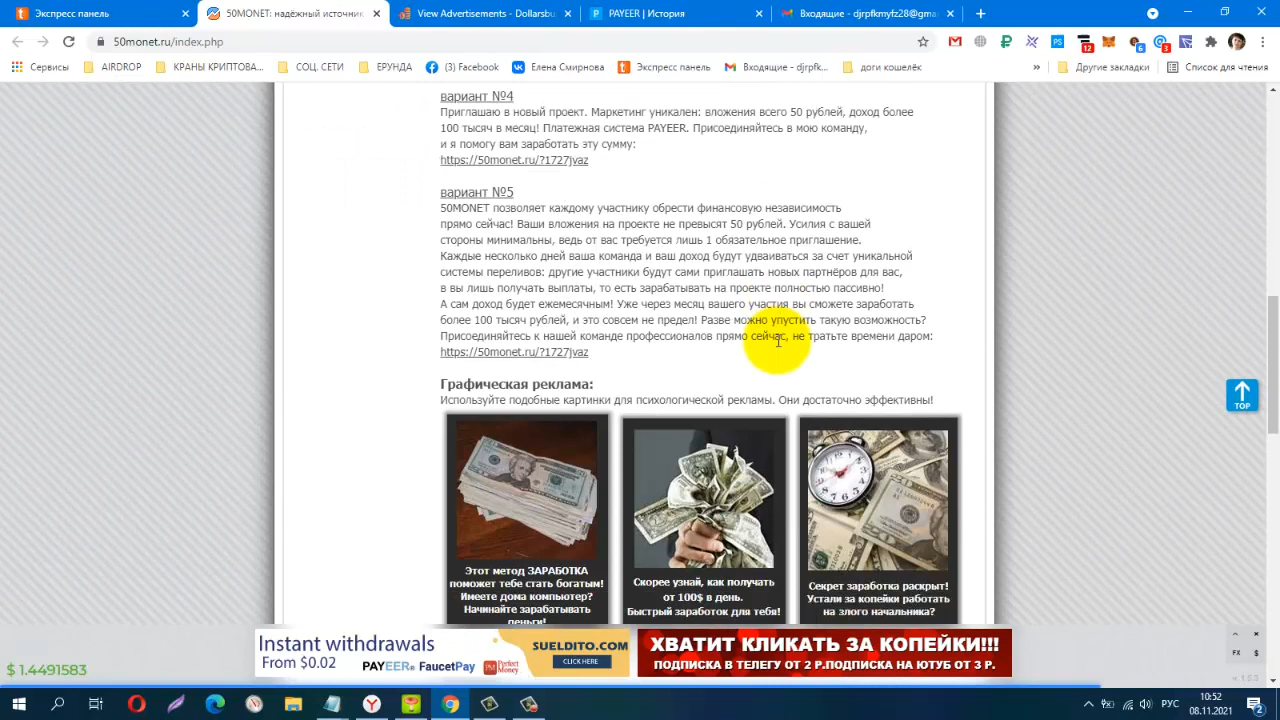 Экспресс панель
50MONET: надёжный источник
View Advertisements - Dollarsbu
PAYEER | История
Входящие - djrpfkmyfz28@gma
50monet.ru/index.php
12
6
3
Сервисы
AIRDROP
КРАНЫ КРИПТОВА...
СОЦ. СЕТИ
ЕРУНДА
(3) Facebook
Елена Смирнова
Экспресс панель
Входящие - djrpfk...
доги кошелёк
»
Другие закладки
Список для чтения
вариант №4
Приглашаю в новый проект. Маркетинг уникален: вложения всего 50 рублей, доход более
100 тысяч в месяц! Платежная система PAYEER. Присоединяйтесь в мою команду,
и я помогу вам заработать эту сумму:
https://50monet.ru/?1727jvaz
вариант №5
50MONET позволяет каждому участнику обрести финансовую независимость
прямо сейчас! Ваши вложения на проекте не превысят 50 рублей. Усилия с вашей
стороны минимальны, ведь от вас требуется лишь 1 обязательное приглашение.
Каждые несколько дней ваша команда и ваш доход будут удваиваться за счет уникальной
системы переливов: другие участники будут сами приглашать новых партнёров для вас,
в вы лишь получать выплаты, то есть зарабатывать на проекте полностью пассивно!
А сам доход будет ежемесячным! Уже через месяц вашего участия вы сможете заработать
более 100 тысяч рублей, и это совсем не предел! Разве можно упустить такую возможность?
Присоединяйтесь к нашей команде профессионалов прямо сейчас, не тратьте времени даром:
https://50monet.ru/?1727jvaz
Графическая реклама:
Используйте подобные картинки для психологической рекламы. Они достаточно эффективны!
TOP
Этот метод ЗАРАБОТКА
поможет тебе стать богатым!
Имеете дома компьютер?
Начинайте зарабатывать
деньги!
Скорее узнай, как получать
от 100$ в день.
Быстрый заработок для тебя!
Секрет заработка раскрыт!
Устали за копейки работать
на злого начальника?
Instant withdrawals
From $0.02
PAYEER FaucetPay Perfect Money
SUELDITO.COM
CLICK HERE
ХВАТИТ КЛИКАТЬ ЗА КОПЕЙКИ!!!
ПОДПИСКА В ТЕЛЕГУ ОТ 2 Р.ПОДПИСКА НА ЮТУБ ОТ 3 Р.
FX $
v. 1.5.3
$ 1.4491583
РУС
10:52
08.11.2021
2